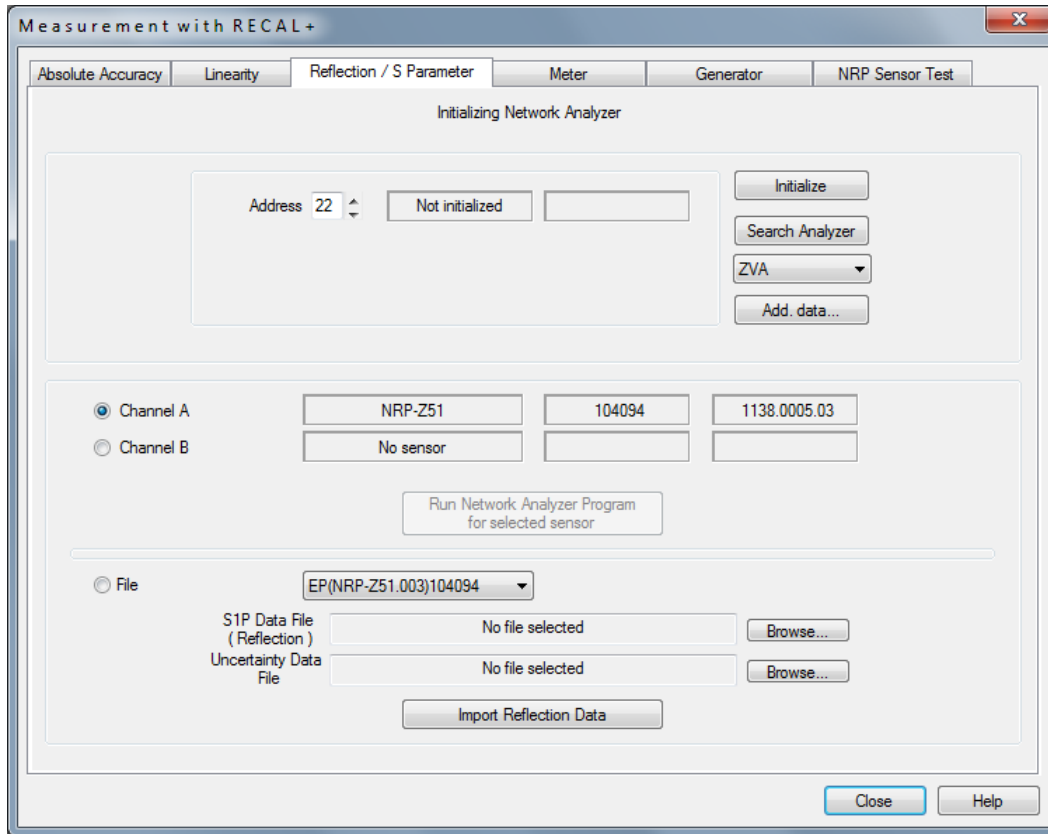 Measurement with RECAL+
Absolute Accuracy Linearity Reflection / S Parameter Meter Generator NRP Sensor Test
Initializing Network Analyzer
Address 22 Not initialized
Initialize
Search Analyzer
ZVA
Add. data...
Channel A NRP-Z51 104094 1138.0005.03
Channel B No sensor
Run Network Analyzer Program
for selected sensor
File EP(NRP-Z51.003)104094
S1P Data File
( Reflection )
No file selected Browse...
Uncertainty Data
File
No file selected Browse...
Import Reflection Data
Close Help